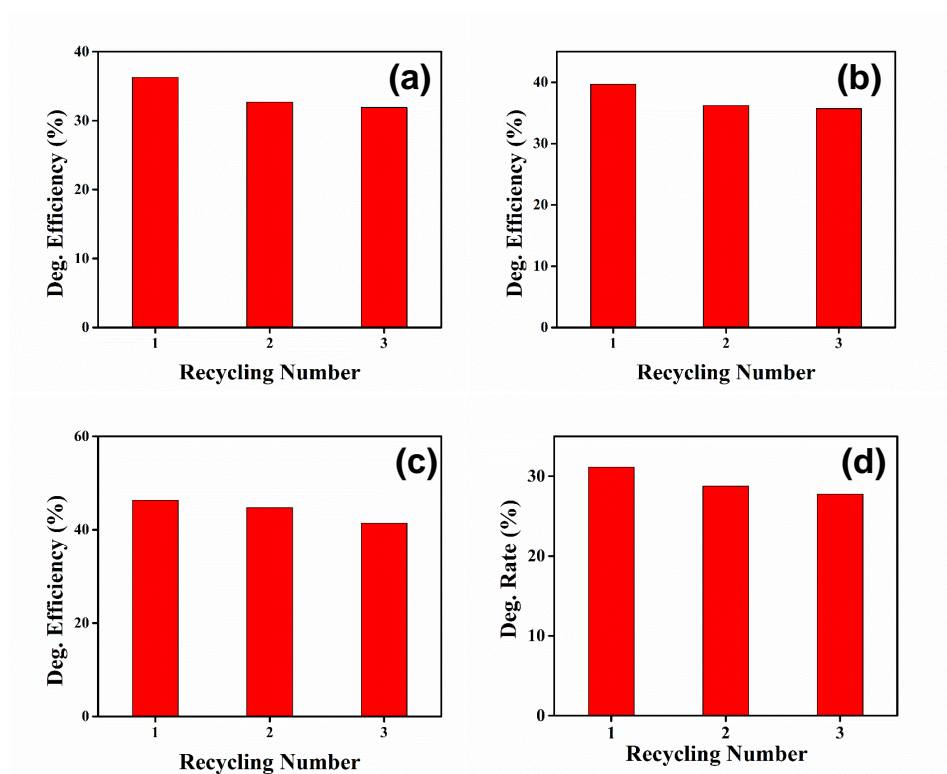 (a)
Deg. Efficiency (%)
40
30
20
10
0
1 2 3
Recycling Number
(b)
Deg. Efficiency (%)
40
30
20
10
0
1 2 3
Recycling Number
(c)
Deg. Efficiency (%)
60
40
20
0
1 2 3
Recycling Number
(d)
Deg. Rate (%)
30
20
10
0
1 2 3
Recycling Number